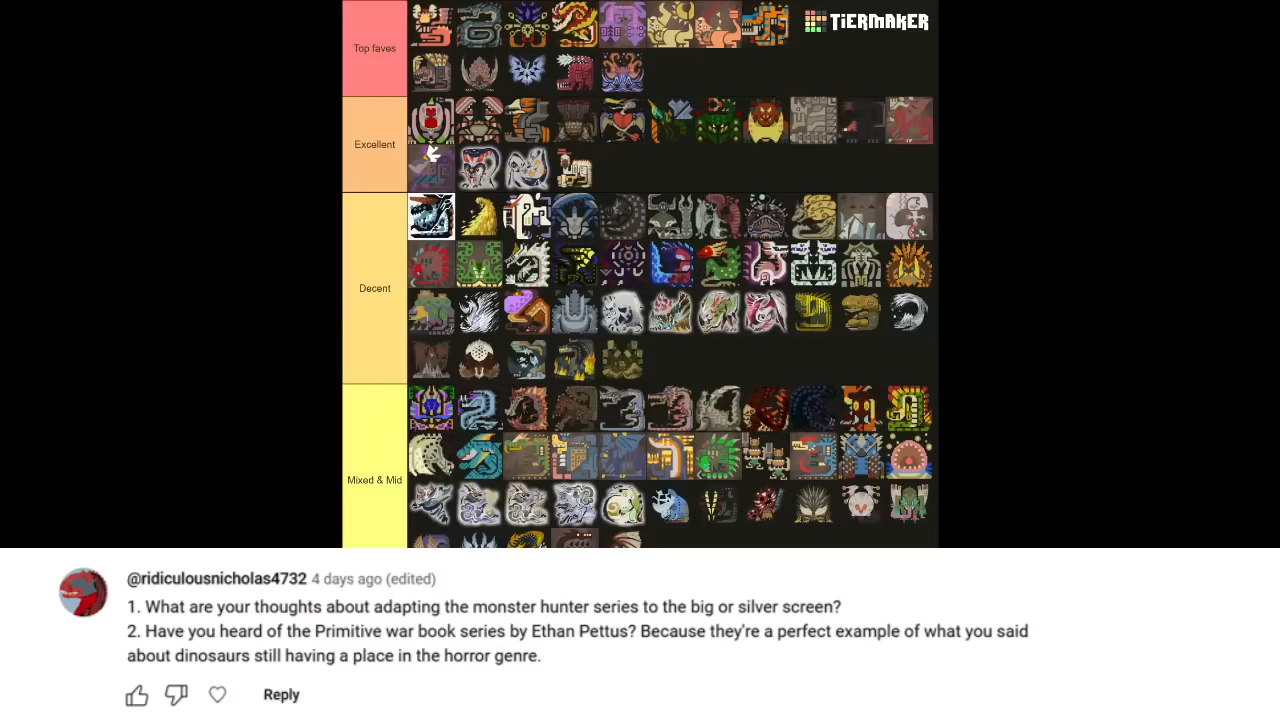 Top faves
TiERMAKER
Excellent
Decent
Mixed & Mid
@ridiculousnicholas4732 4 days ago (edited)
1. What are your thoughts about adapting the monster hunter series to the big or silver screen?
2. Have you heard of the Primitive war book series by Ethan Pettus? Because they're a perfect example of what you said
about dinosaurs still having a place in the horror genre.
Reply